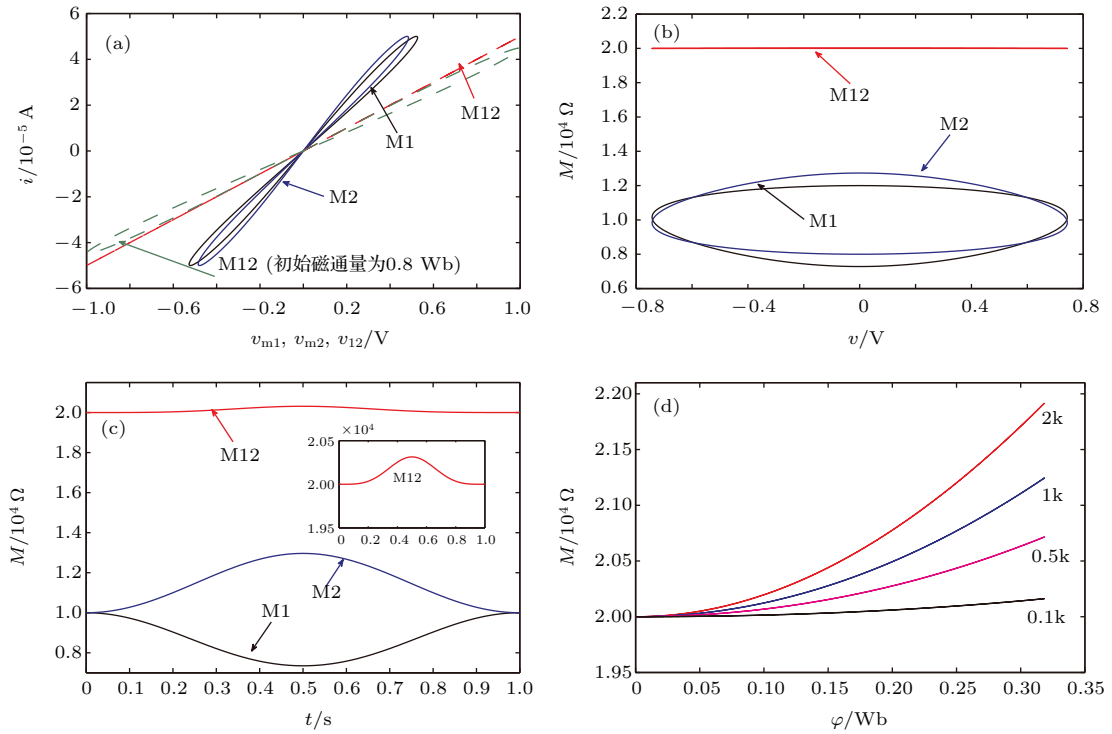 (a)
i/10⁻⁵ A
4
2
0
−2
−4
−6
M12
M1
M2
M12 (初始磁通量为0.8 Wb)
−1.0 −0.6 −0.2 0.2 0.6 1.0
v_m1, v_m2, v_12/V
(b)
M/10⁴ Ω
2.2
2.0
1.8
1.6
1.4
1.2
1.0
0.8
0.6
M12
M2
M1
−0.8 −0.4 0 0.4 0.8
v/V
(c)
M/10⁴ Ω
2.0
1.8
1.6
1.4
1.2
1.0
0.8
M12
×10⁴
2.05
2.00
1.95
M12
0 0.2 0.4 0.6 0.8 1.0
M2
M1
0 0.1 0.2 0.3 0.4 0.5 0.6 0.7 0.8 0.9 1.0
t/s
(d)
M/10⁴ Ω
2.20
2.15
2.10
2.05
2.00
1.95
2k
1k
0.5k
0.1k
0 0.05 0.10 0.15 0.20 0.25 0.30 0.35
φ/Wb